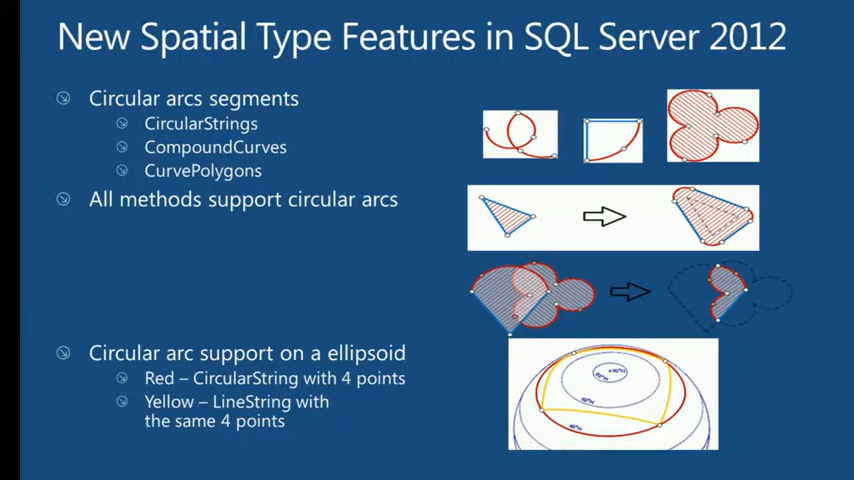 New Spatial Type Features in SQL Server 2012
Circular arcs segments
CircularStrings
CompoundCurves
CurvePolygons
All methods support circular arcs
Circular arc support on a ellipsoid
Red – CircularString with 4 points
Yellow – LineString with
the same 4 points